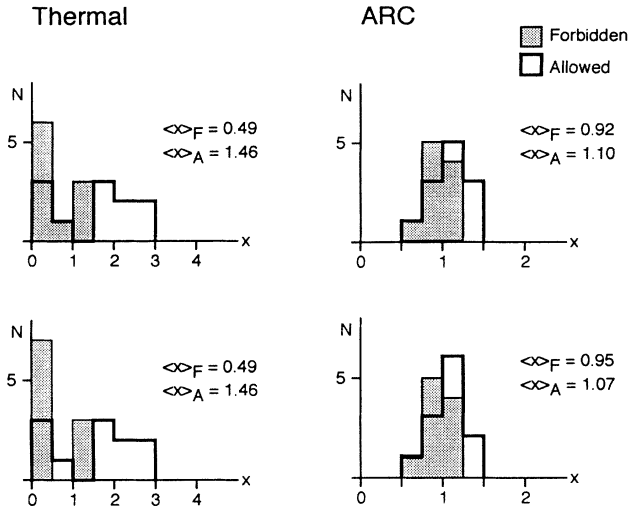 Thermal
ARC
Forbidden
Allowed
N
5
<x>F = 0.49
<x>A = 1.46
0 1 2 3 4 x
N
5
<x>F = 0.92
<x>A = 1.10
0 1 2 x
N
5
<x>F = 0.49
<x>A = 1.46
0 1 2 3 4 x
N
5
<x>F = 0.95
<x>A = 1.07
0 1 2 x